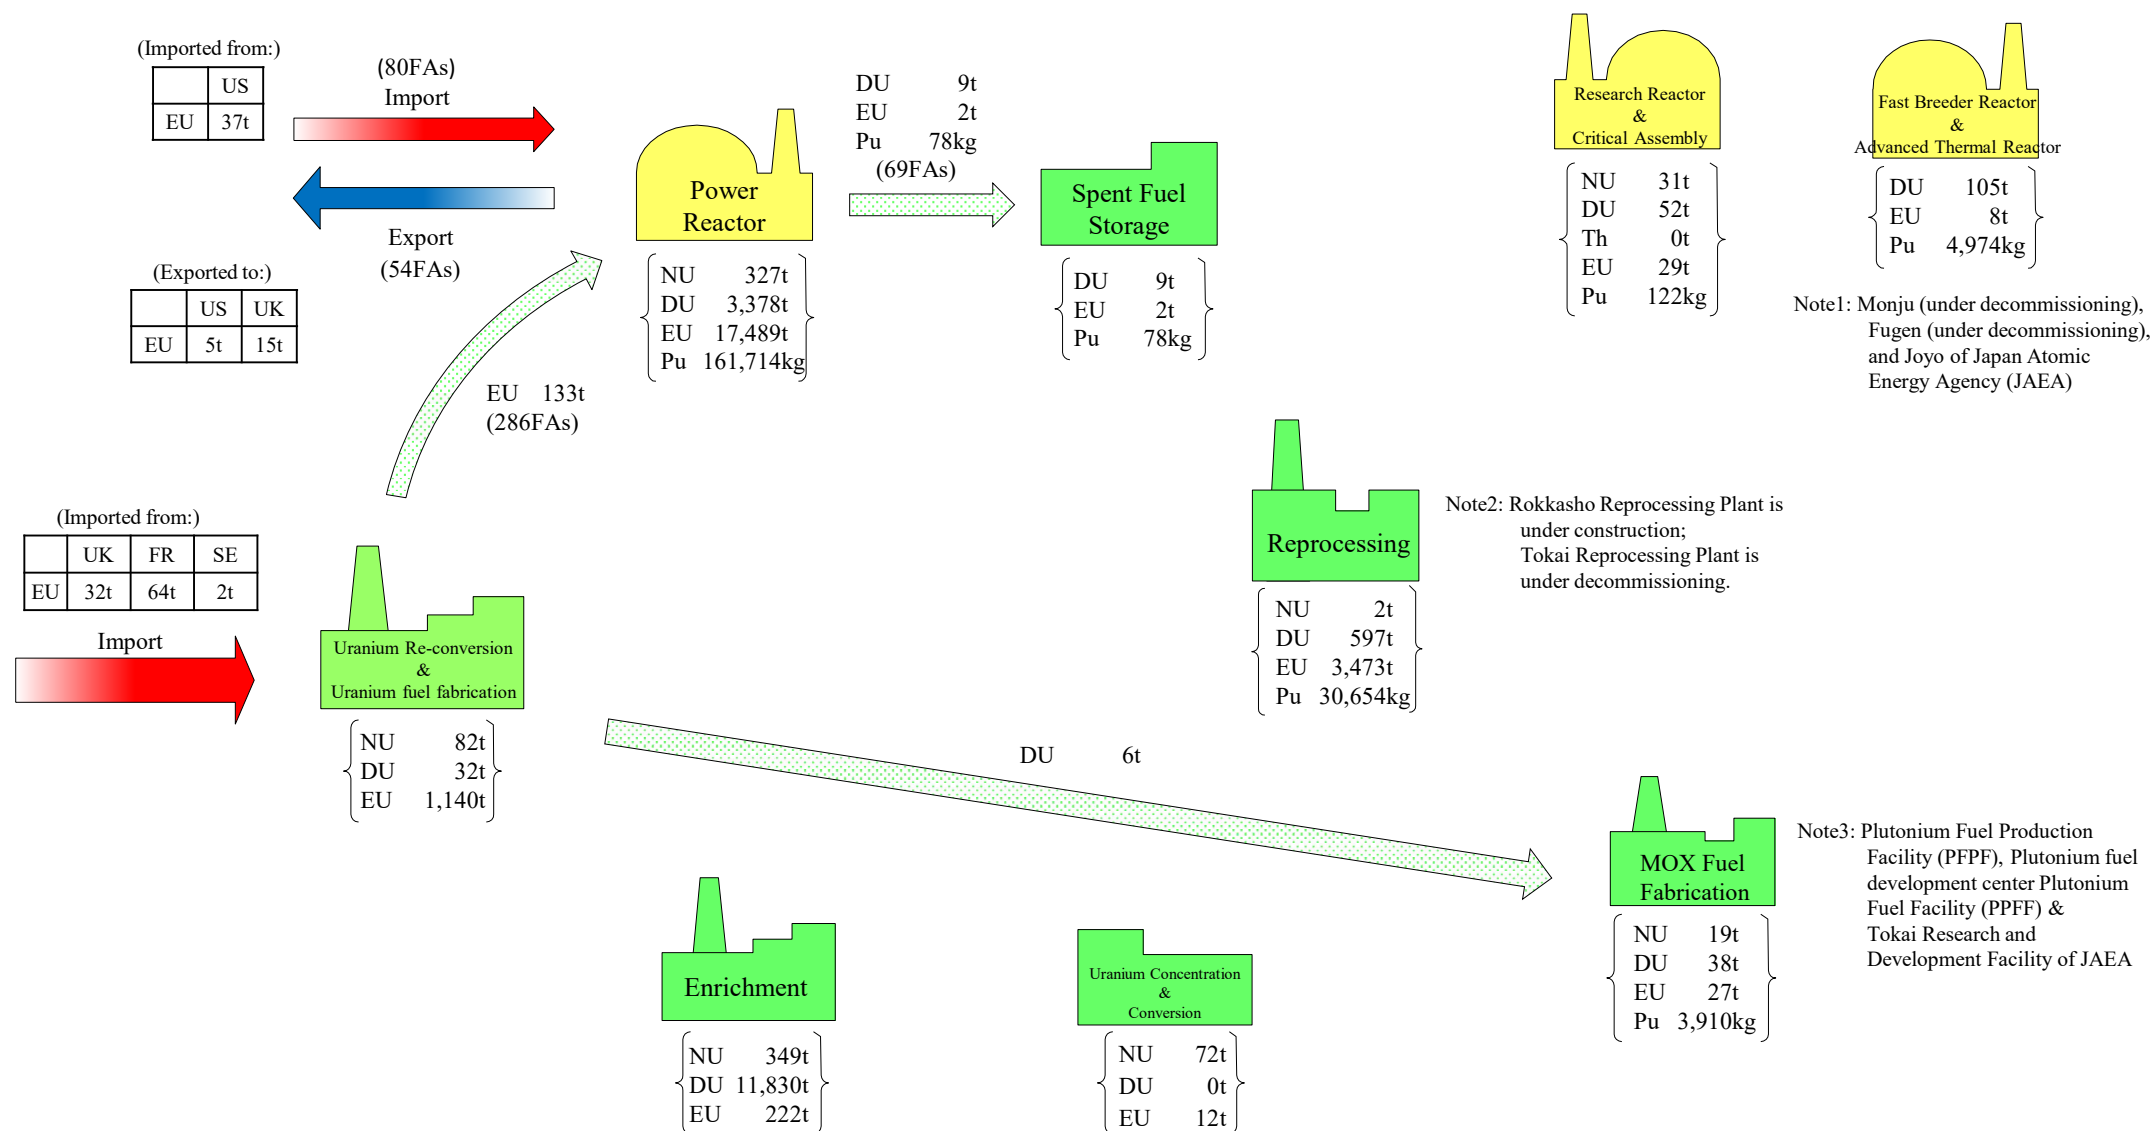 (Imported from:)
US
EU 37t
(80FAs)
Import
Export
(54FAs)
(Exported to:)
US UK
EU 5t 15t
Power
Reactor
NU 327t
DU 3,378t
EU 17,489t
Pu 161,714kg
DU 9t
EU 2t
Pu 78kg
(69FAs)
Spent Fuel
Storage
DU 9t
EU 2t
Pu 78kg
Research Reactor
&
Critical Assembly
NU 31t
DU 52t
Th 0t
EU 29t
Pu 122kg
Fast Breeder Reactor
&
Advanced Thermal Reactor
DU 105t
EU 8t
Pu 4,974kg
Note1: Monju (under decommissioning),
Fugen (under decommissioning),
and Joyo of Japan Atomic
Energy Agency (JAEA)
EU 133t
(286FAs)
(Imported from:)
UK FR SE
EU 32t 64t 2t
Import
Uranium Re-conversion
&
Uranium fuel fabrication
NU 82t
DU 32t
EU 1,140t
Reprocessing
NU 2t
DU 597t
EU 3,473t
Pu 30,654kg
Note2: Rokkasho Reprocessing Plant is
under construction;
Tokai Reprocessing Plant is
under decommissioning.
DU 6t
MOX Fuel
Fabrication
NU 19t
DU 38t
EU 27t
Pu 3,910kg
Note3: Plutonium Fuel Production
Facility (PFPF), Plutonium fuel
development center Plutonium
Fuel Facility (PPFF) &
Tokai Research and
Development Facility of JAEA
Enrichment
NU 349t
DU 11,830t
EU 222t
Uranium Concentration
&
Conversion
NU 72t
DU 0t
EU 12t